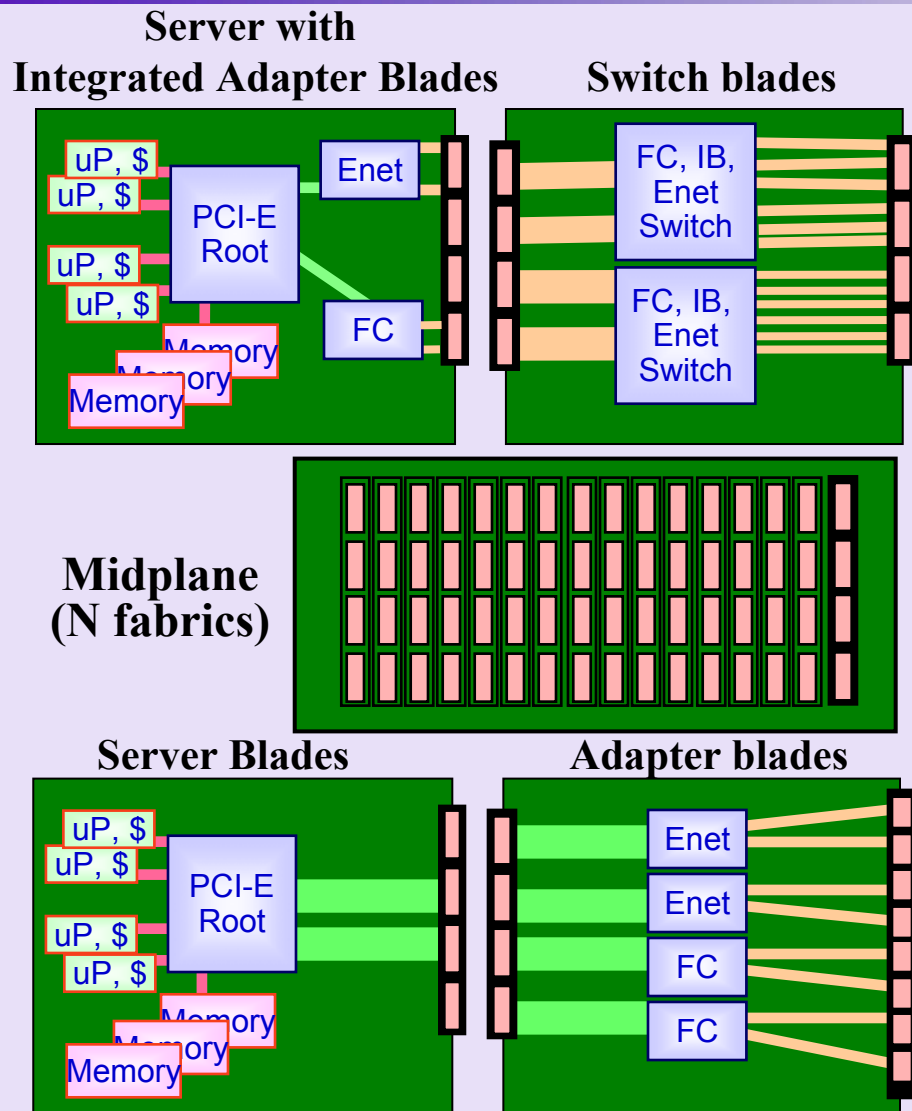 Server with
Integrated Adapter Blades
Switch blades
uP, $
uP, $
uP, $
uP, $
PCI-E
Root
Enet
FC
Memory
Memory
Memory
FC, IB,
Enet
Switch
FC, IB,
Enet
Switch
Midplane
(N fabrics)
Server Blades
Adapter blades
uP, $
uP, $
uP, $
uP, $
PCI-E
Root
Memory
Memory
Memory
Enet
Enet
FC
FC